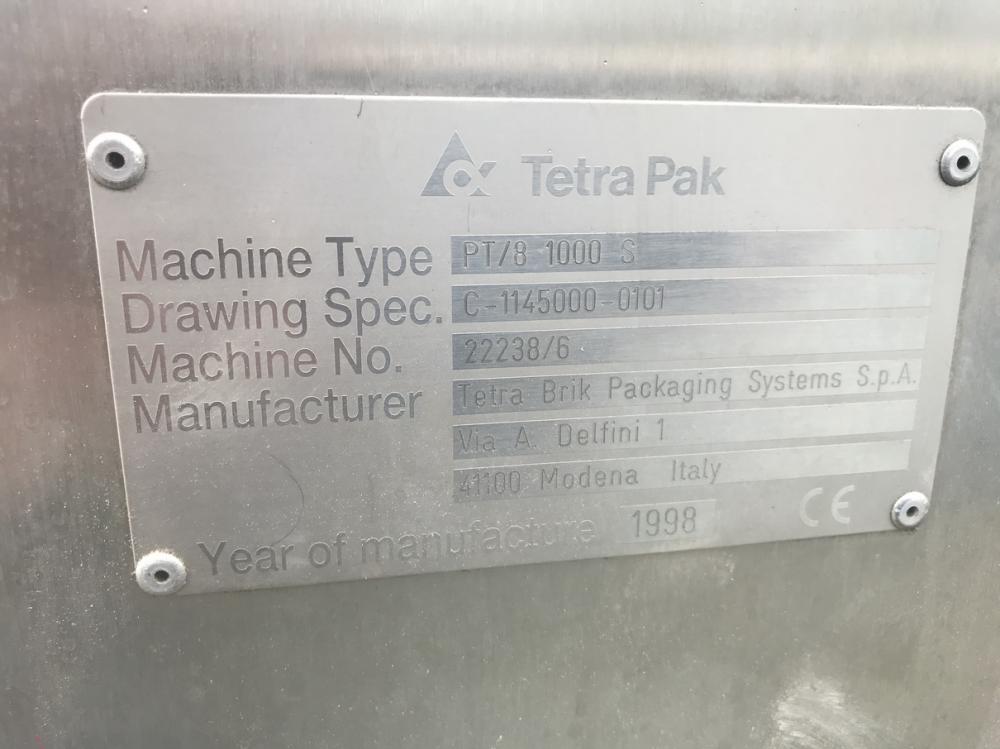 Tetra Pak
Machine Type PT/8 1000 S
Drawing Spec. C-1145000-0101
Machine No. 22238/6
Manufacturer Tetra Brik Packaging Systems S.p.A.
Via A. Delfini 1
41100 Modena Italy
Year of manufacture 1998 CE